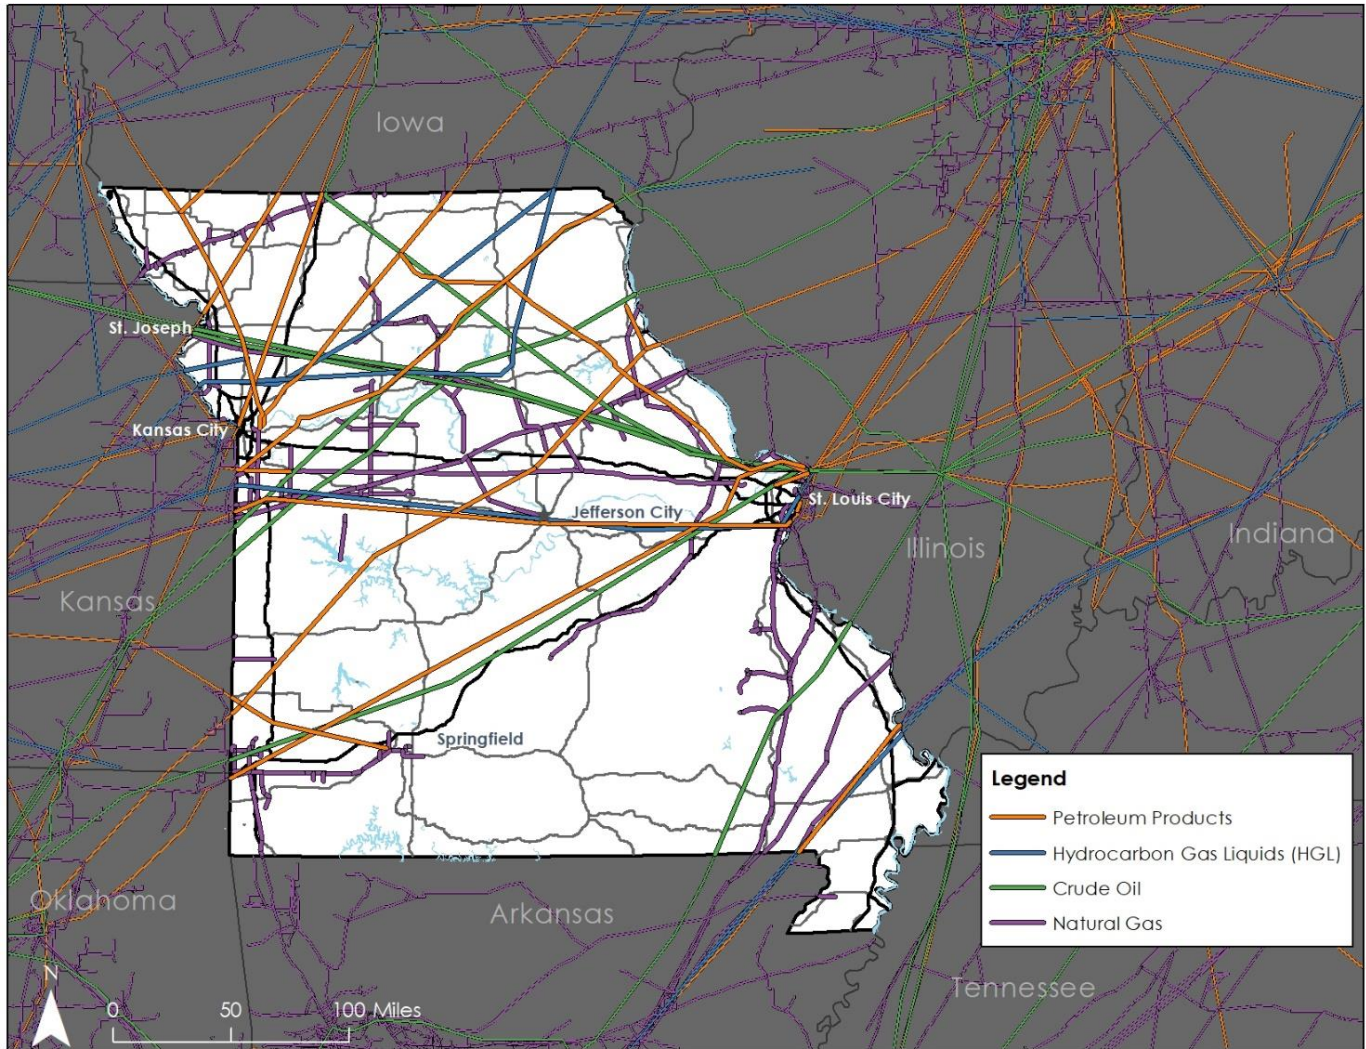 Iowa
St. Joseph
Kansas City
St. Louis City
Jefferson City
Illinois
Indiana
Kansas
Springfield
Legend
Petroleum Products
Hydrocarbon Gas Liquids (HGL)
Crude Oil
Natural Gas
Oklahoma
Arkansas
Tennessee
N
0 50 100 Miles